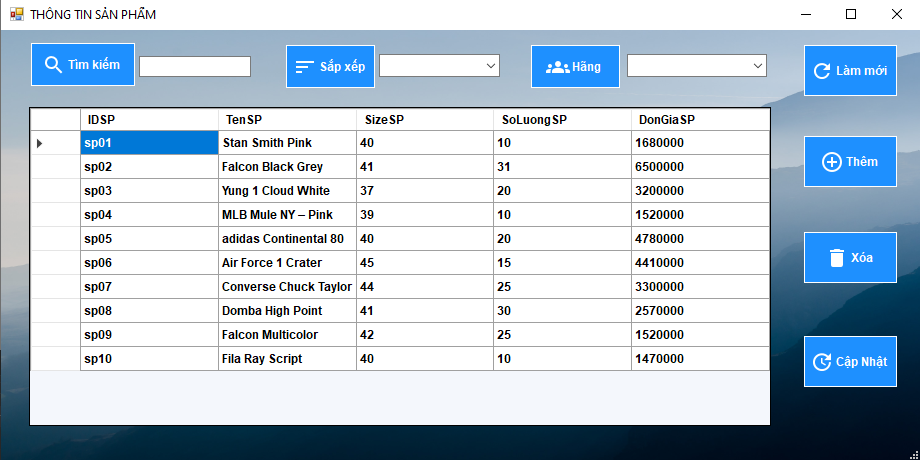 THÔNG TIN SẢN PHẨM
Tìm kiếm Sắp xếp Hãng Làm mới
IDSP TenSP SizeSP SoLuongSP DonGiaSP
sp01 Stan Smith Pink 40 10 1680000
sp02 Falcon Black Grey 41 31 6500000
sp03 Yung 1 Cloud White 37 20 3200000
sp04 MLB Mule NY – Pink 39 10 1520000
sp05 adidas Continental 80 40 20 4780000
sp06 Air Force 1 Crater 45 15 4410000
sp07 Converse Chuck Taylor 44 25 3300000
sp08 Domba High Point 41 30 2570000
sp09 Falcon Multicolor 42 25 1520000
sp10 Fila Ray Script 40 10 1470000
Thêm
Xóa
Cập Nhật